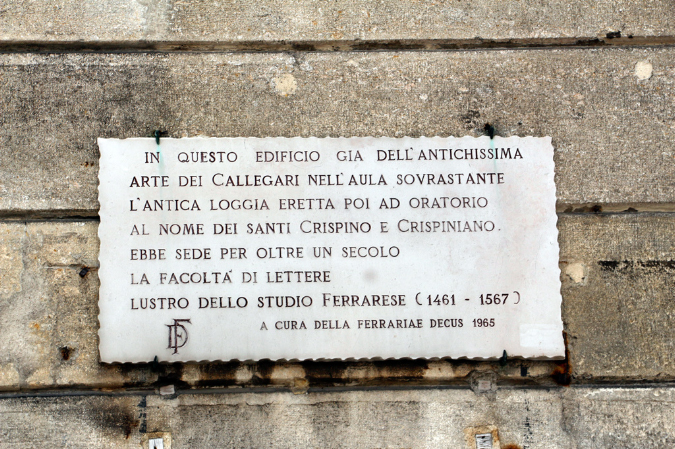 IN QUESTO EDIFICIO GIA DELL'ANTICHISSIMA
ARTE DEI CALLEGARI NELL'AULA SOVRASTANTE
L'ANTICA LOGGIA ERETTA POI AD ORATORIO
AL NOME DEI SANTI CRISPINO E CRISPINIANO.
EBBE SEDE PER OLTRE UN SECOLO
LA FACOLTA' DI LETTERE
LUSTRO DELLO STUDIO FERRARESE (1461 - 1567)
FD
A CURA DELLA FERRARIAE DECUS 1965